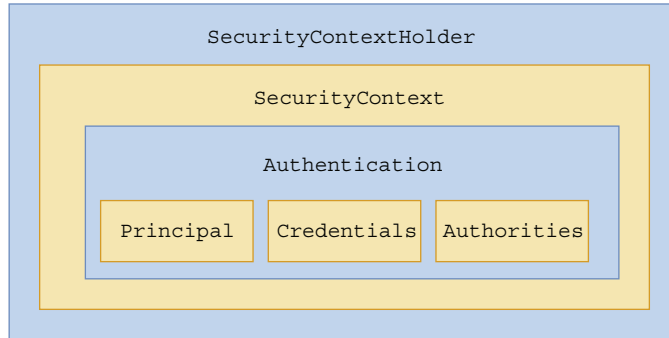 SecurityContextHolder
SecurityContext
Authentication
Principal Credentials Authorities